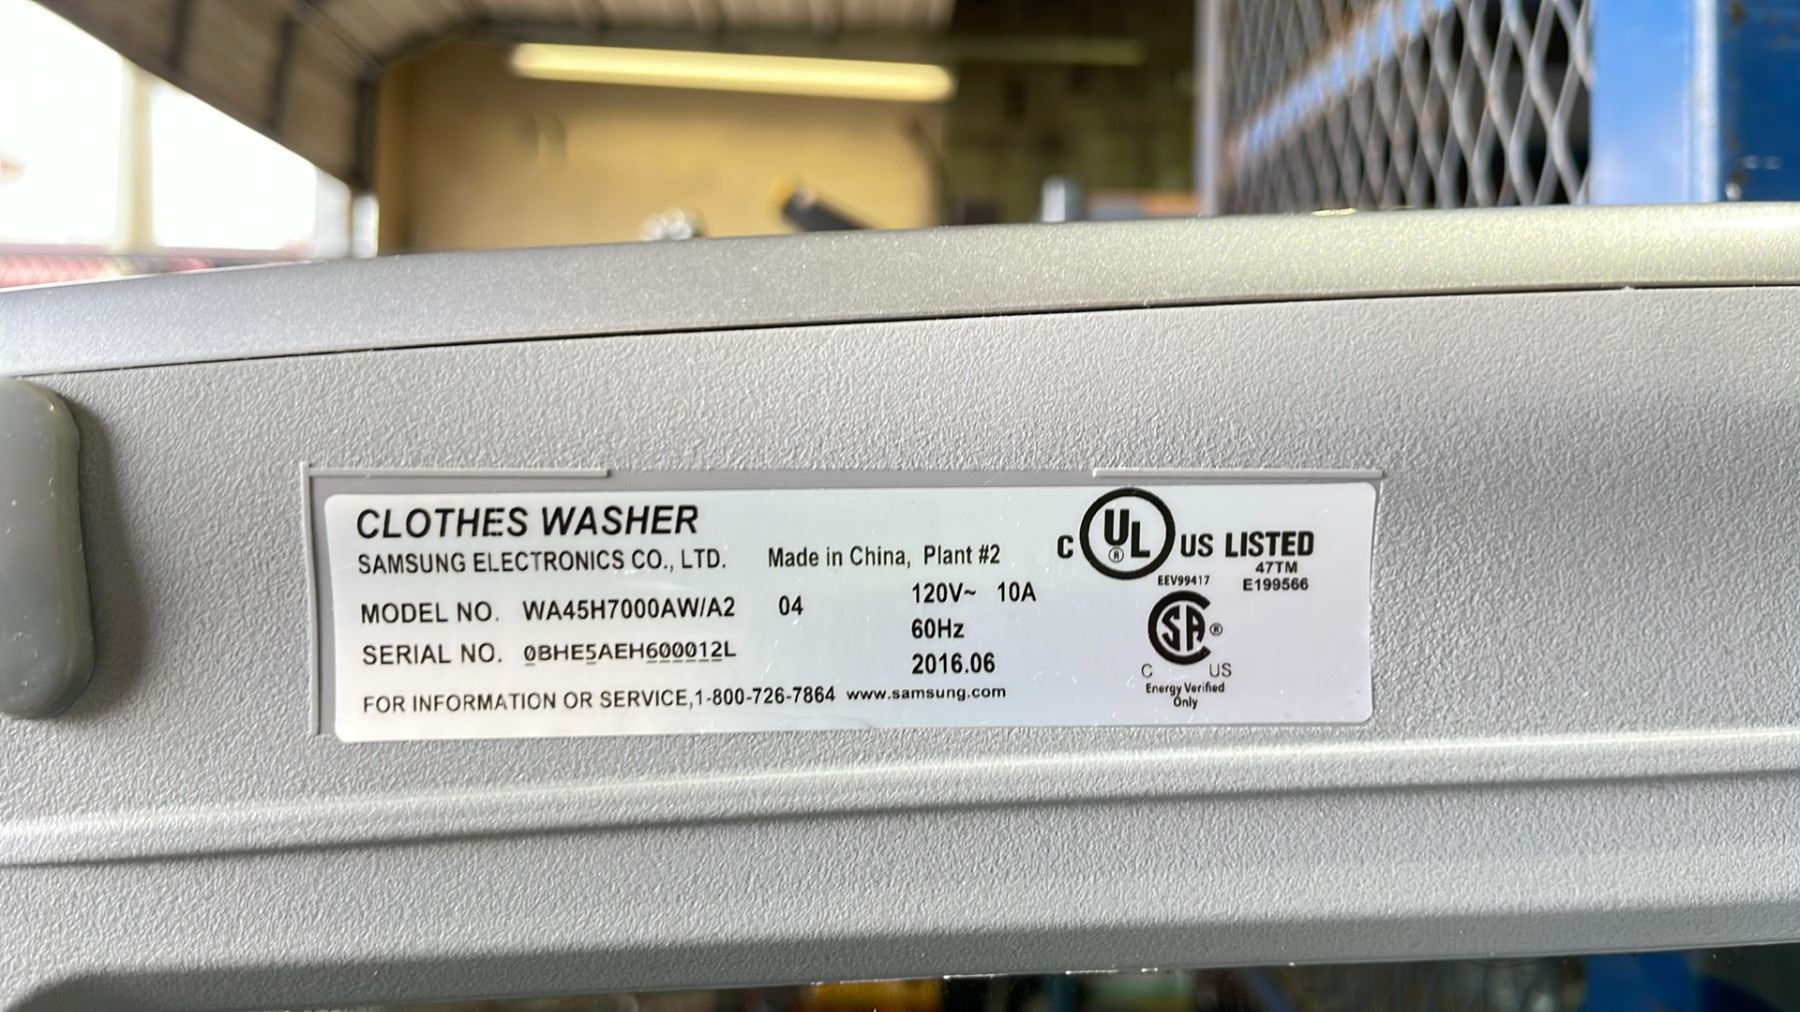 CLOTHES WASHER
SAMSUNG ELECTRONICS CO., LTD. Made in China, Plant #2
MODEL NO. WA45H7000AW/A2 04 120V~ 10A
60Hz
SERIAL NO. 0BHE5AEH600012L 2016.06
FOR INFORMATION OR SERVICE,1-800-726-7864 www.samsung.com
C UL® US LISTED
47TM
EEV99417 E199566
SA®
C US
Energy Verified
Only